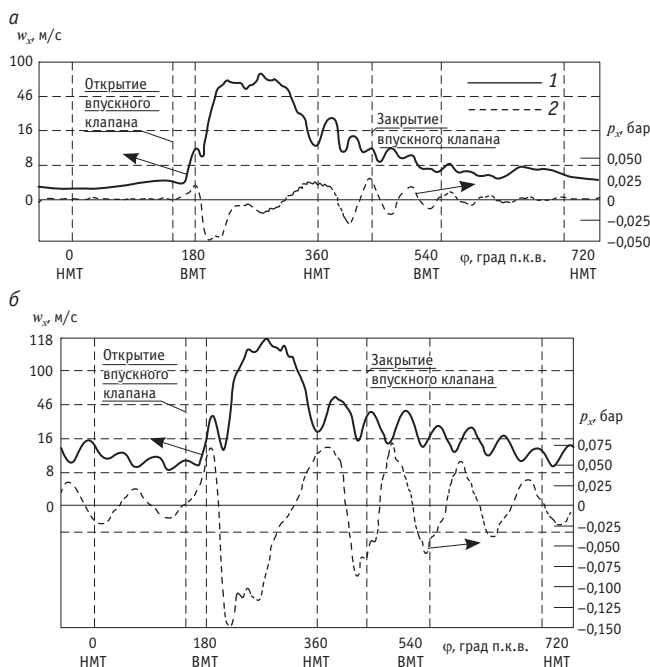 а
wₓ, м/с
100
46
16
8
0
Открытие
впускного
клапана
1
2
Закрытие
впускного клапана
pₓ, бар
0,050
0,025
0
–0,025
–0,050
0 180 360 540 φ, град п.к.в. 720
НМТ ВМТ НМТ ВМТ НМТ
б
wₓ, м/с
118
100
46
16
8
0
Открытие
впускного
клапана
Закрытие
впускного клапана
pₓ, бар
0,075
0,050
0,025
0
–0,025
–0,050
–0,075
–0,100
–0,125
–0,150
0 180 360 540 φ, град п.к.в. 720
НМТ ВМТ НМТ ВМТ НМТ